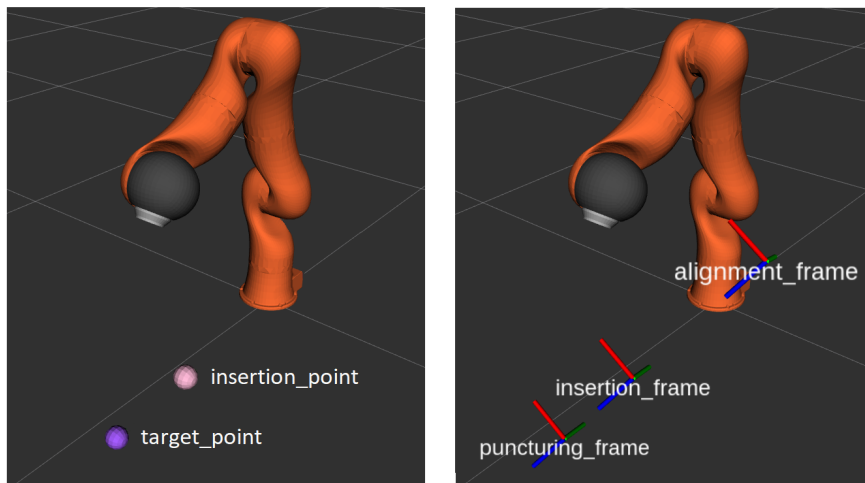 insertion_point
target_point
alignment_frame
insertion_frame
puncturing_frame